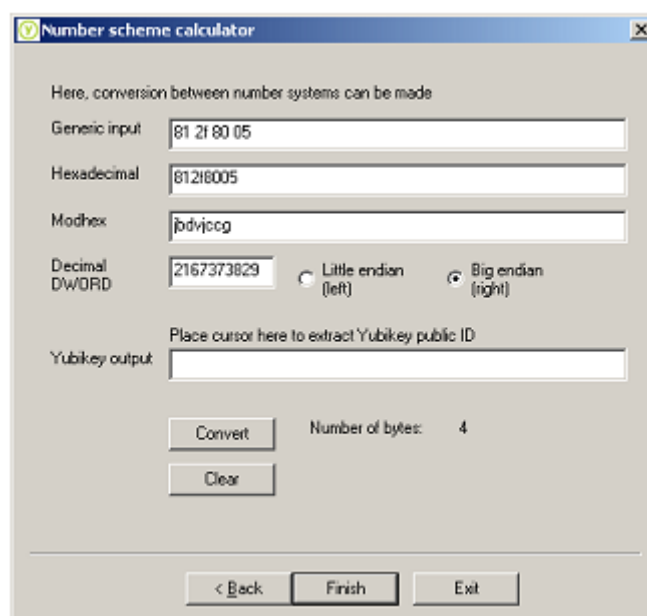 Number scheme calculator
Here, conversion between number systems can be made
Generic input 81 2f 80 05
Hexadecimal 812f8005
Modhex jbdvjccg
Decimal DWORD 2167373829 Little endian (left) Big endian (right)
Place cursor here to extract Yubikey public ID
Yubikey output
Convert Number of bytes: 4
Clear
< Back Finish Exit